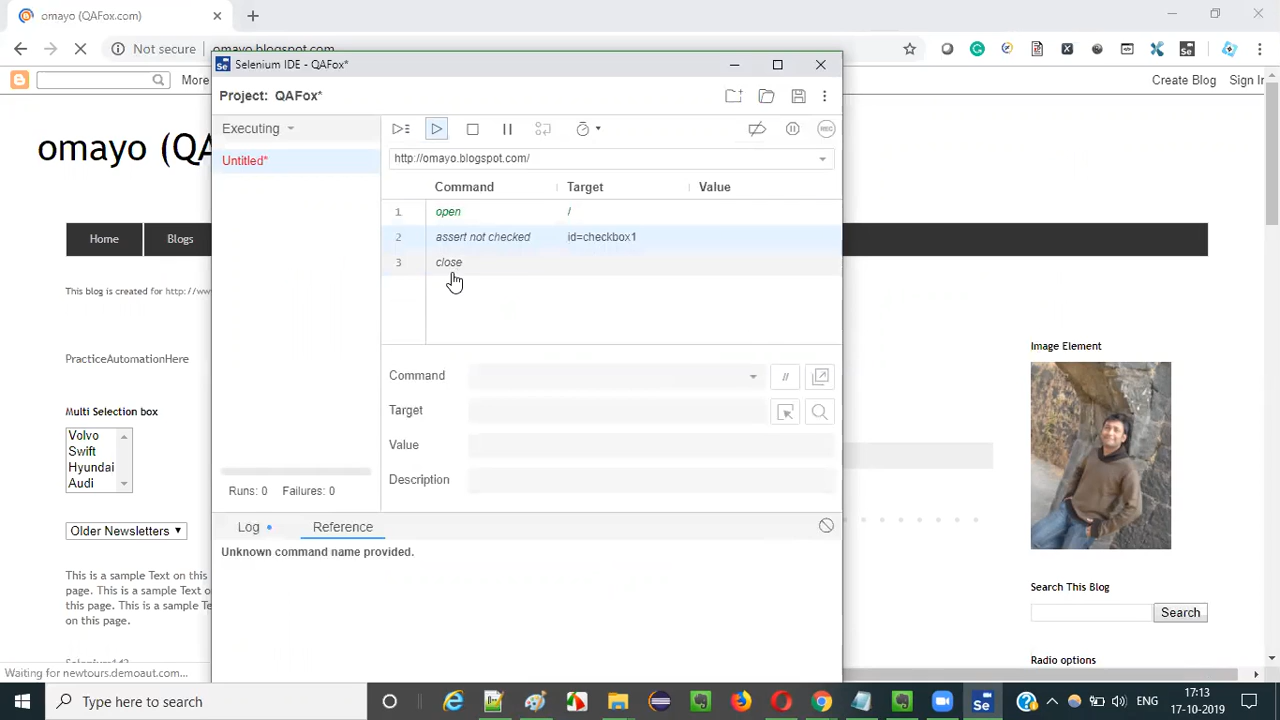 omayo (QAFox.com)
Not secure
omayo.blogspot.com
Selenium IDE - QAFox*
More
Create Blog
Sign In
Project: QAFox*
omayo (QA
Executing
REC
Untitled*
http://omayo.blogspot.com/
Command Target Value
1. open /
2 assert not checked id=checkbox1
3 close
Home
Blogs
This blog is created for http://www
PracticeAutomationHere
Multi Selection box
Volvo
Swift
Hyundai
Audi
Older Newsletters
This is a sample Text on this
page. This is a sample Text o
this page. This is a sample Te
on this page.
Selenium143
Waiting for newtours.demoaut.com...
Command
//
Target
Value
Description
Runs: 0 Failures: 0
Log
Reference
Unknown command name provided.
Image Element
Search This Blog
Search
Radio options
Type here to search
ENG
17:13
17-10-2019